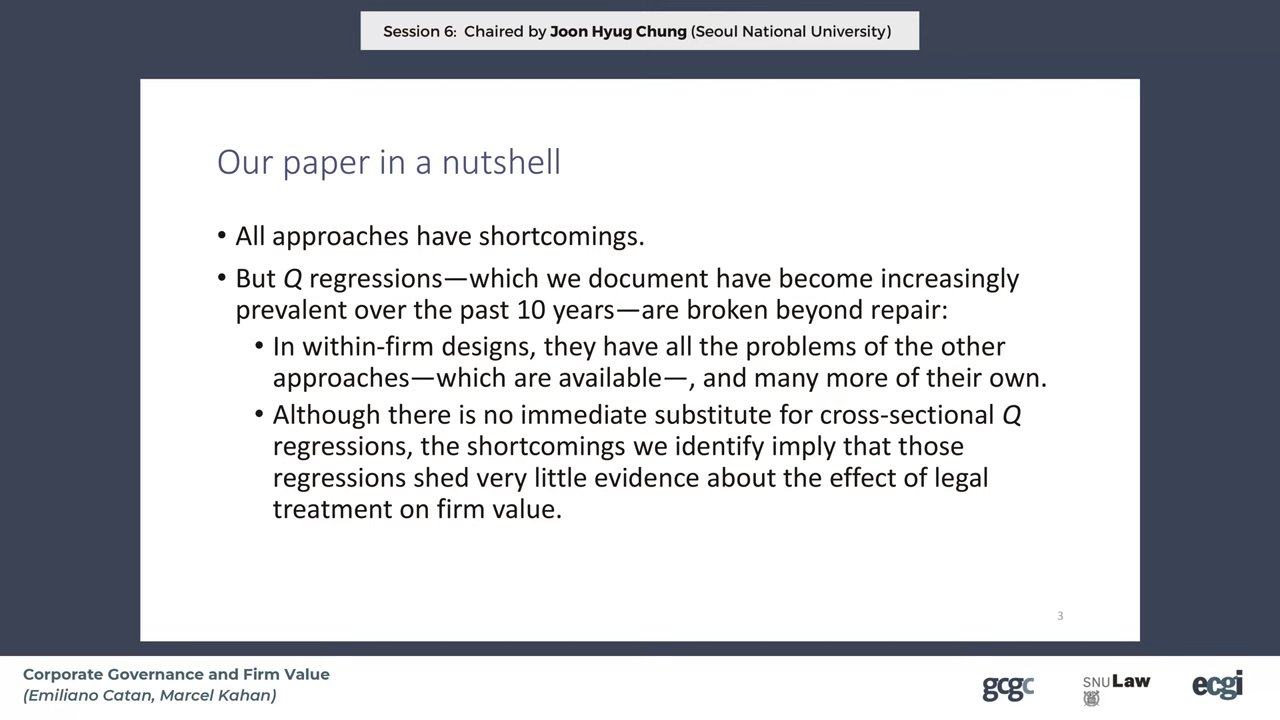 Session 6: Chaired by Joon Hyug Chung (Seoul National University)
Our paper in a nutshell
• All approaches have shortcomings.
• But Q regressions—which we document have become increasingly
prevalent over the past 10 years—are broken beyond repair:
• In within-firm designs, they have all the problems of the other
approaches—which are available—, and many more of their own.
• Although there is no immediate substitute for cross-sectional Q
regressions, the shortcomings we identify imply that those
regressions shed very little evidence about the effect of legal
treatment on firm value.
3
Corporate Governance and Firm Value
(Emiliano Catan, Marcel Kahan)
gcgc
SNU Law
ecgi